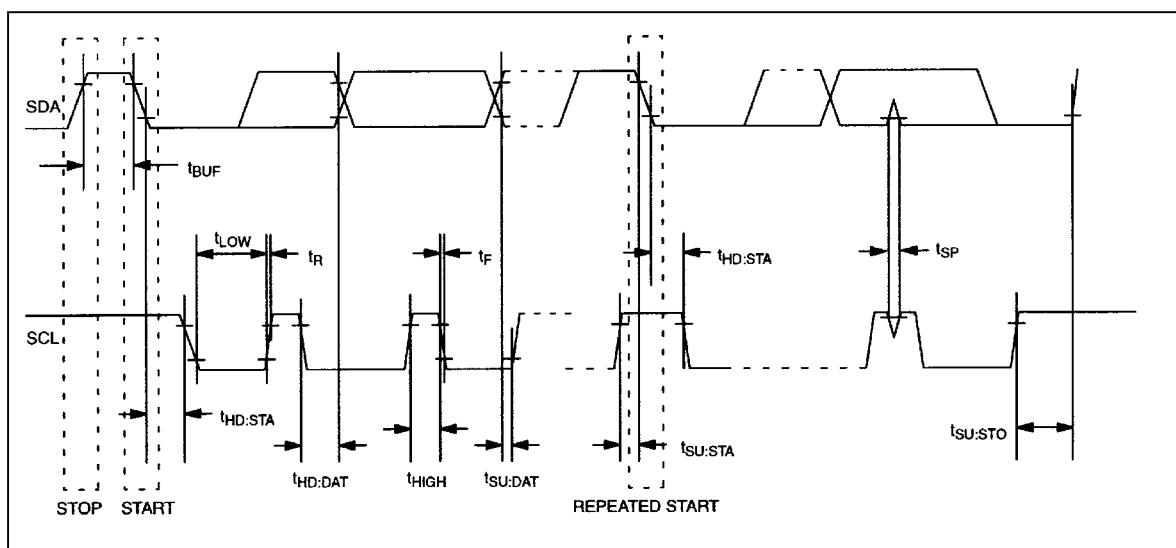 SDA
tBUF
tLOW
tR
tF
tHD:STA
tSP
SCL
tHD:STA
tHD:DAT
tHIGH
tSU:DAT
tSU:STA
tSU:STO
STOP
START
REPEATED START